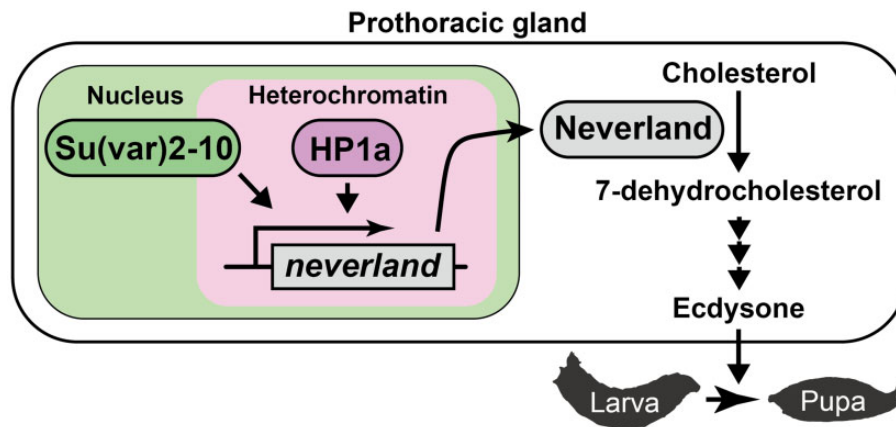 Prothoracic gland
Nucleus
Heterochromatin
Su(var)2-10
HP1a
neverland
Neverland
Cholesterol
7-dehydrocholesterol
Ecdysone
Larva
Pupa